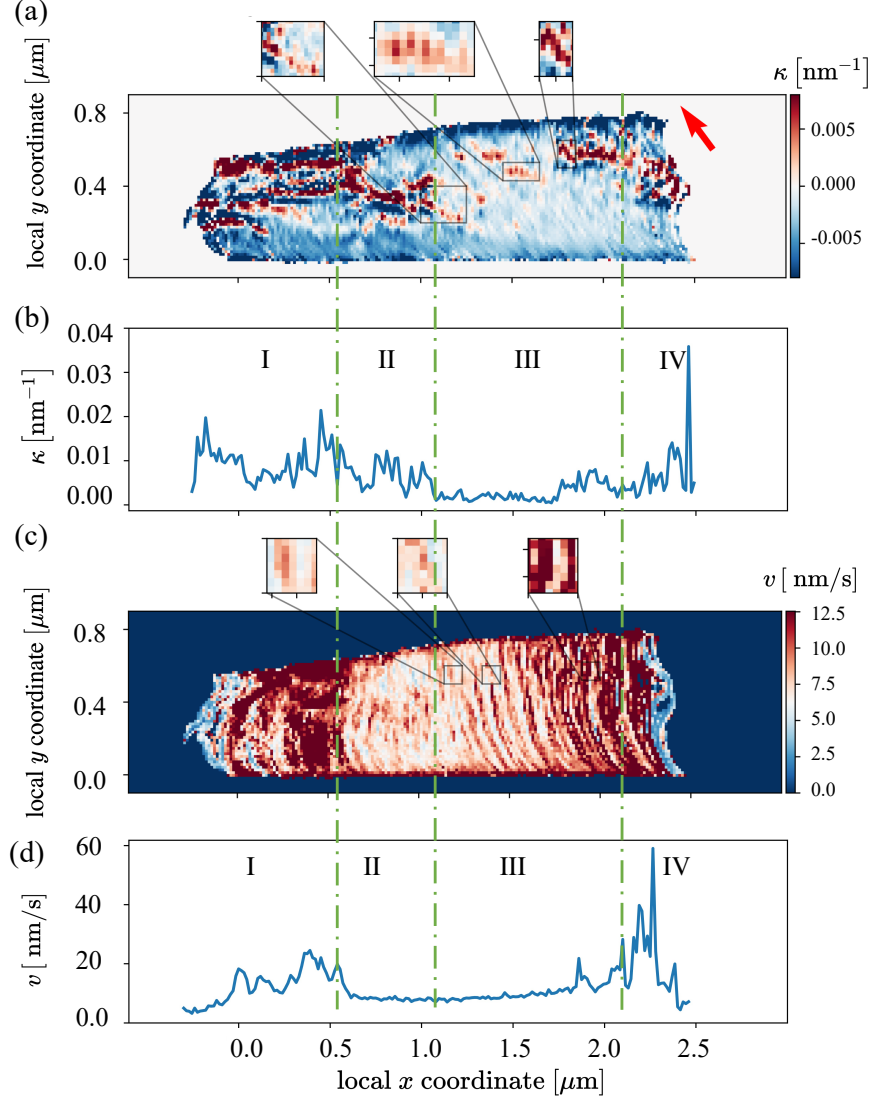 (a)
local y coordinate [μm]
0.8
0.4
0.0
κ [nm⁻¹]
0.005
0.000
-0.005
(b)
κ [nm⁻¹]
0.04
0.03
0.02
0.01
0.00
I II III IV
(c)
local y coordinate [μm]
0.8
0.4
0.0
v [ nm/s]
12.5
10.0
7.5
5.0
2.5
0.0
(d)
v [ nm/s]
60
40
20
0.0
I II III IV
0.0 0.5 1.0 1.5 2.0 2.5
local x coordinate [μm]